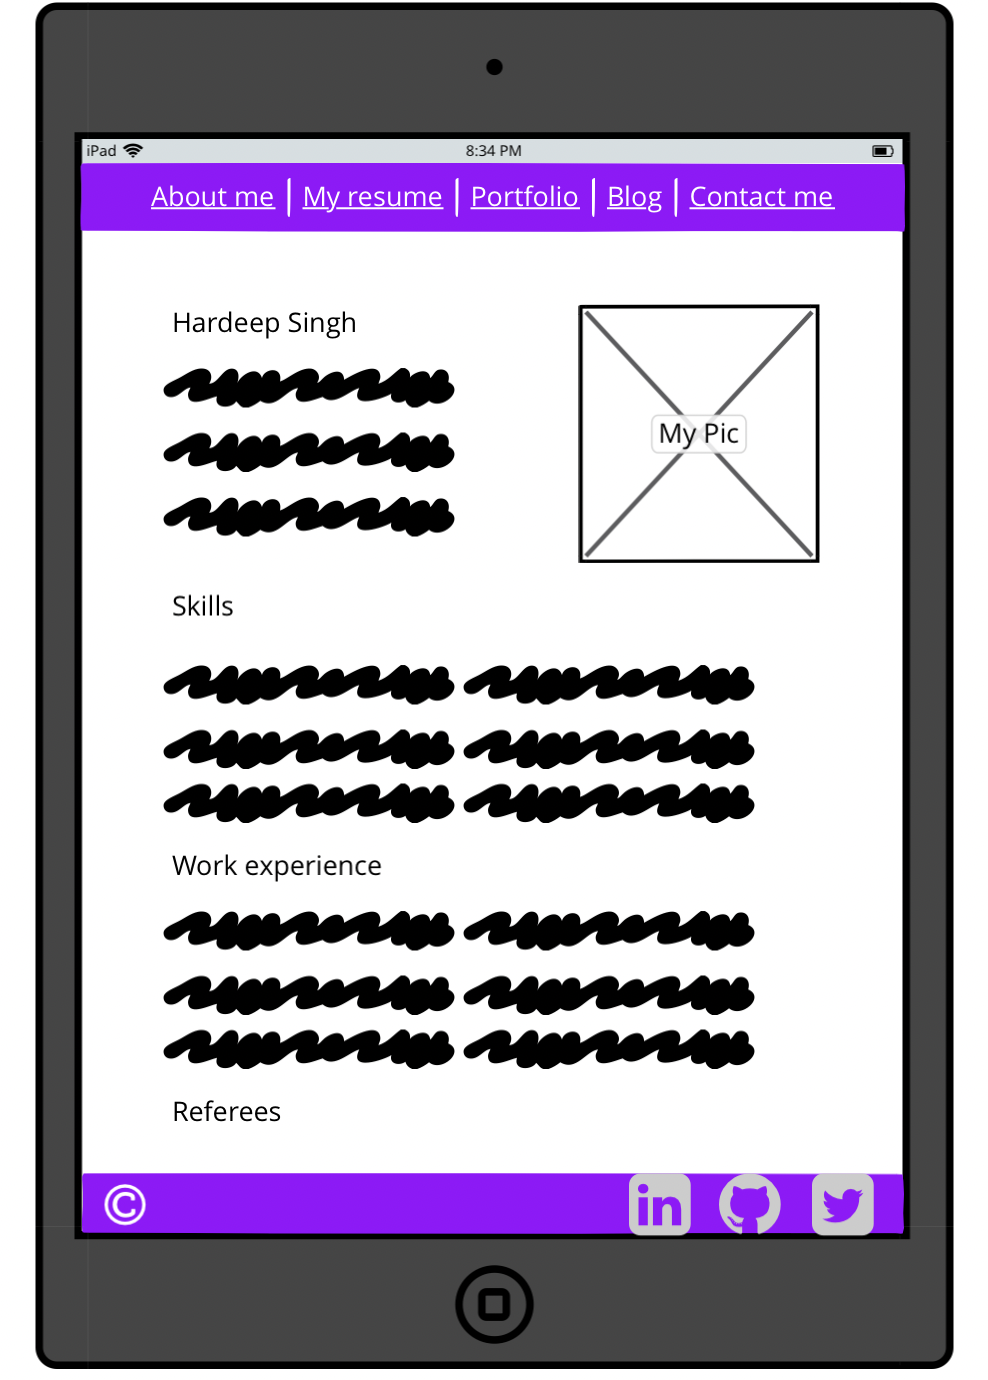 iPad 8:34 PM
About me | My resume | Portfolio | Blog | Contact me
Hardeep Singh
My Pic
Skills
Work experience
Referees
© in